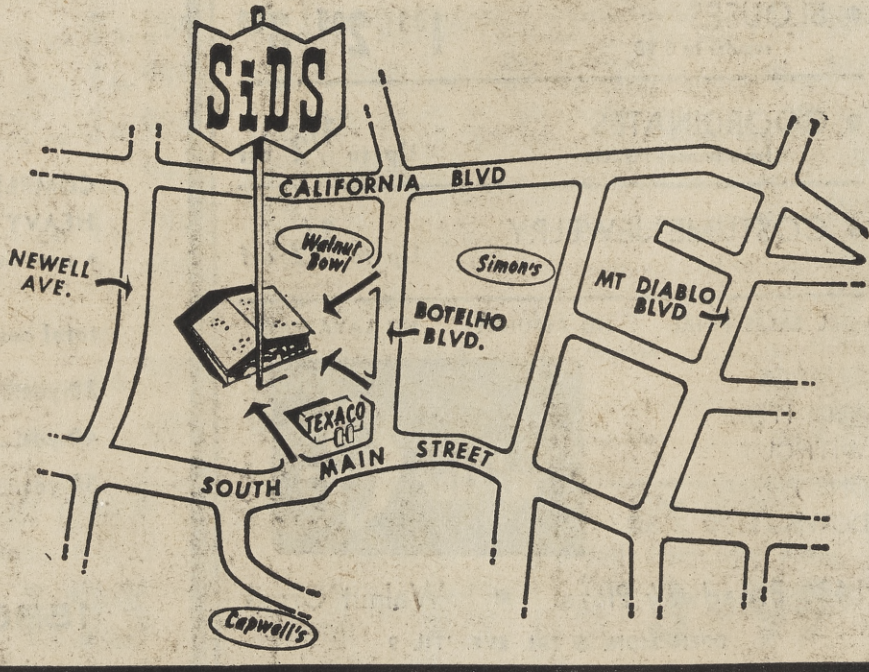 SiDS
CALIFORNIA BLVD
Walnut
Bowl
Simon's
NEWELL
AVE.
MT DIABLO
BLVD
BOTELHO
BLVD.
TEXACO
SOUTH MAIN STREET
Capwell's